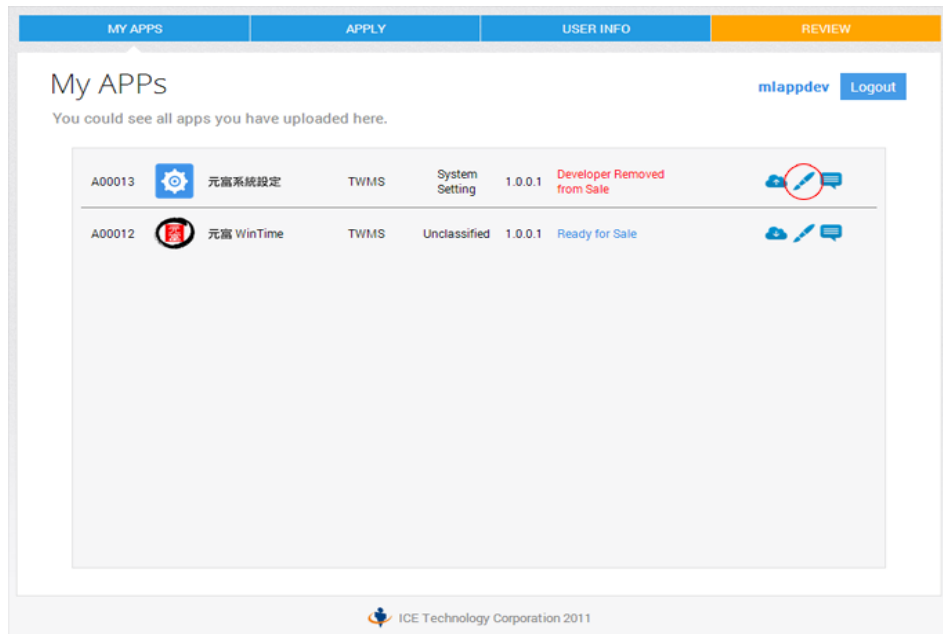 MY APPS APPLY USER INFO REVIEW
My APPs
mlappdev Logout
You could see all apps you have uploaded here.
A00013 元富系統設定 TWMS System Setting 1.0.0.1 Developer Removed from Sale
A00012 元富 WinTime TWMS Unclassified 1.0.0.1 Ready for Sale
ICE Technology Corporation 2011